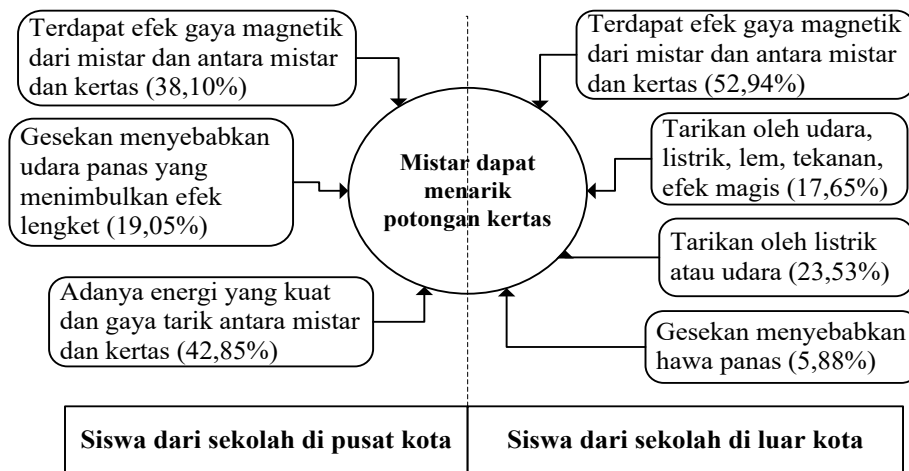 Terdapat efek gaya magnetik
dari mistar dan antara mistar
dan kertas (38,10%)
Gesekan menyebabkan
udara panas yang
menimbulkan efek
lengket (19,05%)
Adanya energi yang kuat
dan gaya tarik antara mistar
dan kertas (42,85%)
Mistar dapat
menarik
potongan kertas
Terdapat efek gaya magnetik
dari mistar dan antara mistar
dan kertas (52,94%)
Tarikan oleh udara,
listrik, lem, tekanan,
efek magis (17,65%)
Tarikan oleh listrik
atau udara (23,53%)
Gesekan menyebabkan
hawa panas (5,88%)
Siswa dari sekolah di pusat kota
Siswa dari sekolah di luar kota